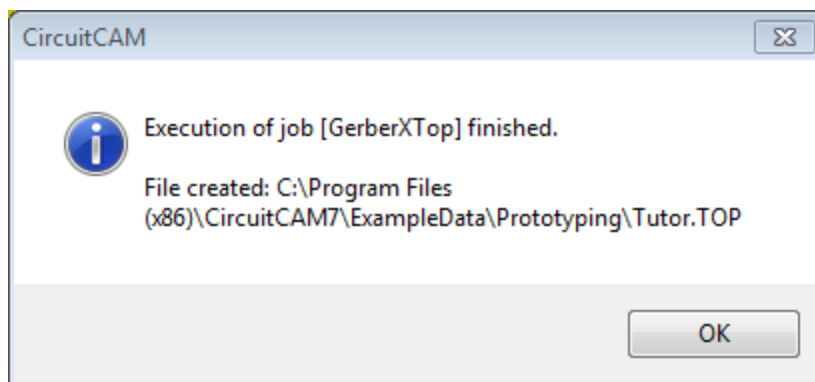 CircuitCAM
Execution of job [GerberXTop] finished.
File created: C:\Program Files
(x86)\CircuitCAM7\ExampleData\Prototyping\Tutor.TOP
OK